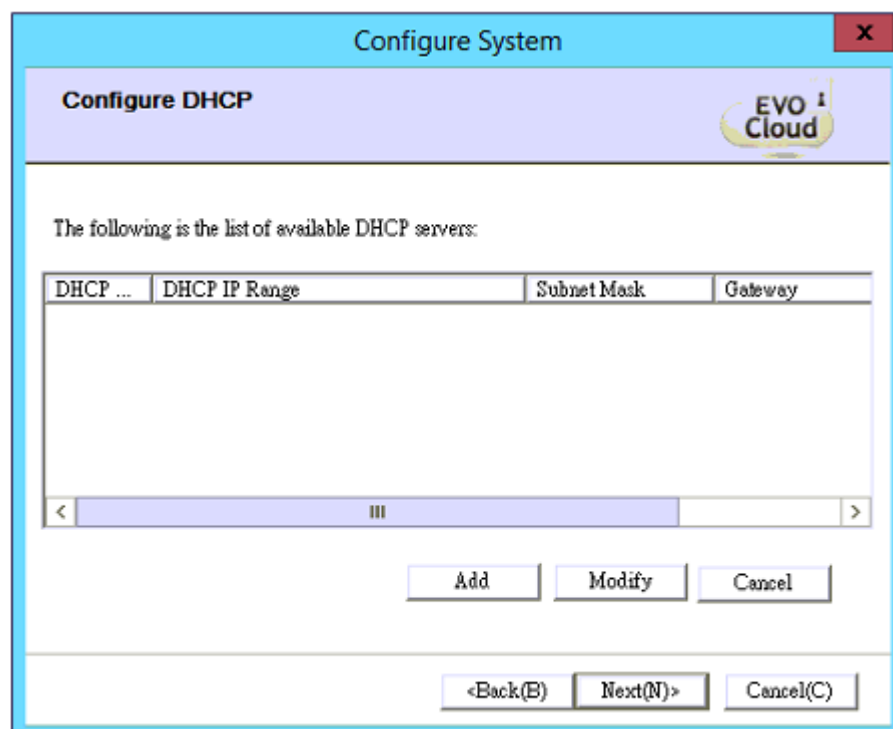 Configure System
x
Configure DHCP
EVO
Cloud
The following is the list of available DHCP servers:
DHCP ... DHCP IP Range Subnet Mask Gateway
Add Modify Cancel
<Back(B) Next(N)> Cancel(C)